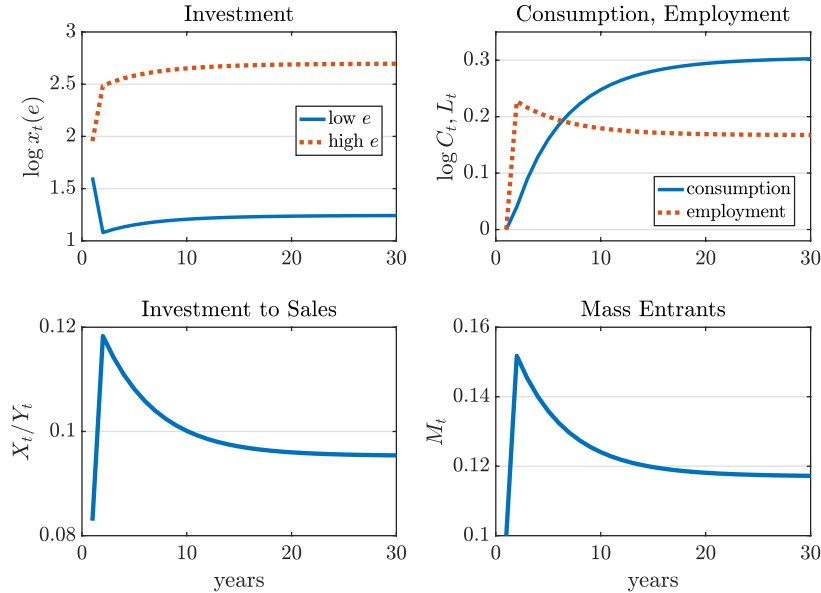 Investment
3
2.5
2
1.5
1
log x_t(e)
low e
high e
0 10 20 30
Consumption, Employment
0.3
0.2
0.1
0
log C_t, L_t
consumption
employment
0 10 20 30
Investment to Sales
0.12
0.1
0.08
X_t/Y_t
0 10 20 30
years
Mass Entrants
0.16
0.14
0.12
0.1
M_t
0 10 20 30
years